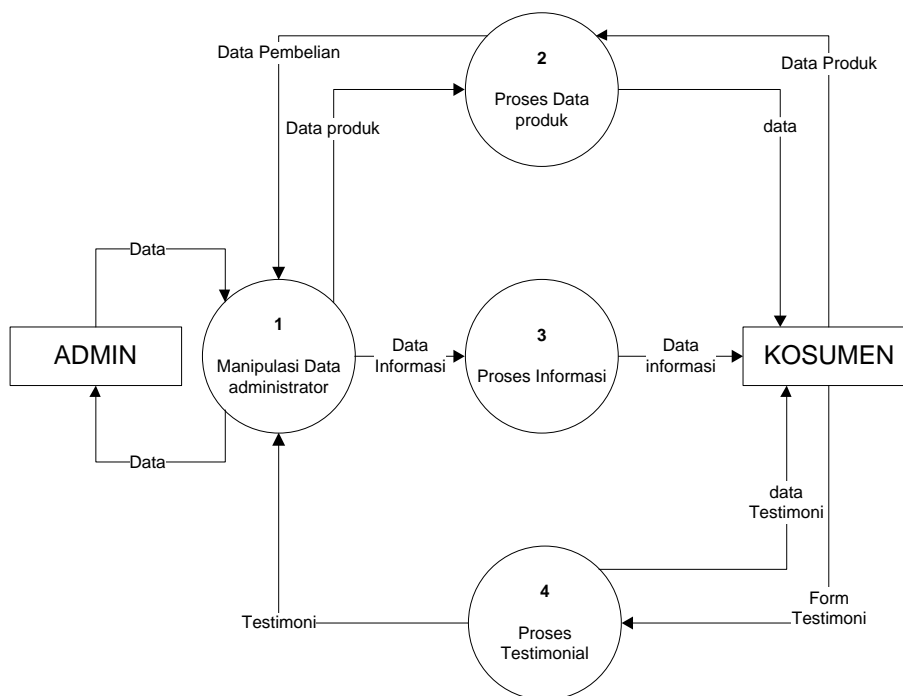 Data Pembelian
2
Proses Data
produk
Data Produk
Data produk
data
Data
ADMIN
1
Manipulasi Data
administrator
Data
Informasi
3
Proses Informasi
Data
informasi
KOSUMEN
Data
data
Testimoni
Testimoni
4
Proses
Testimonial
Form
Testimoni